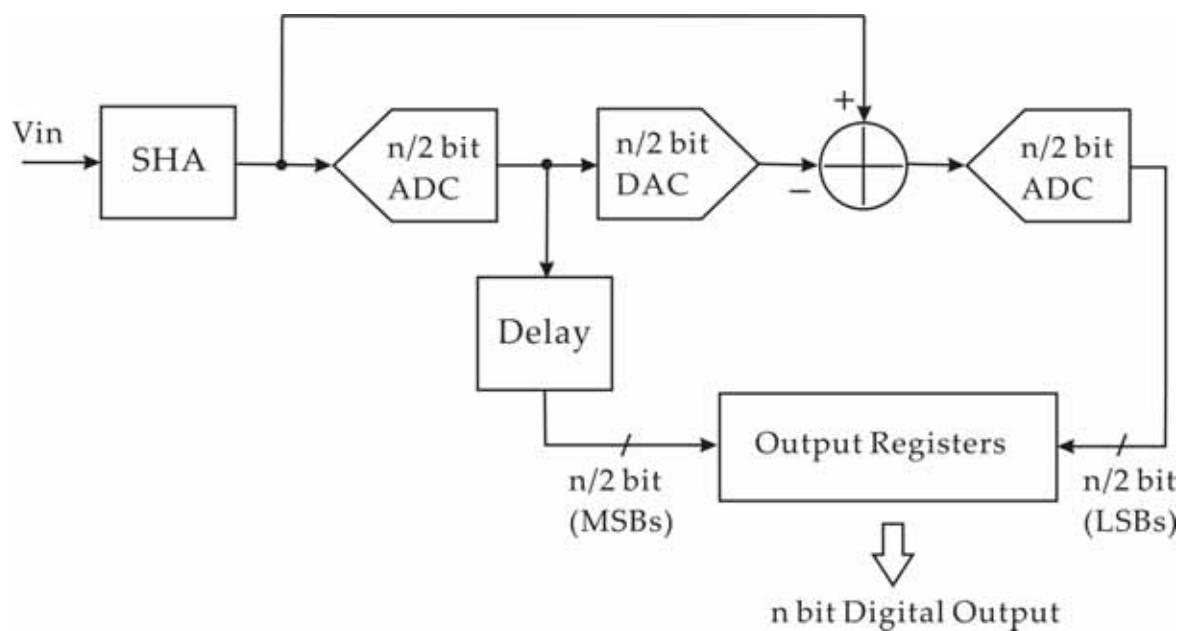 Vin
SHA
n/2 bit
ADC
n/2 bit
DAC
+
−
n/2 bit
ADC
Delay
Output Registers
n/2 bit
(MSBs)
n/2 bit
(LSBs)
n bit Digital Output